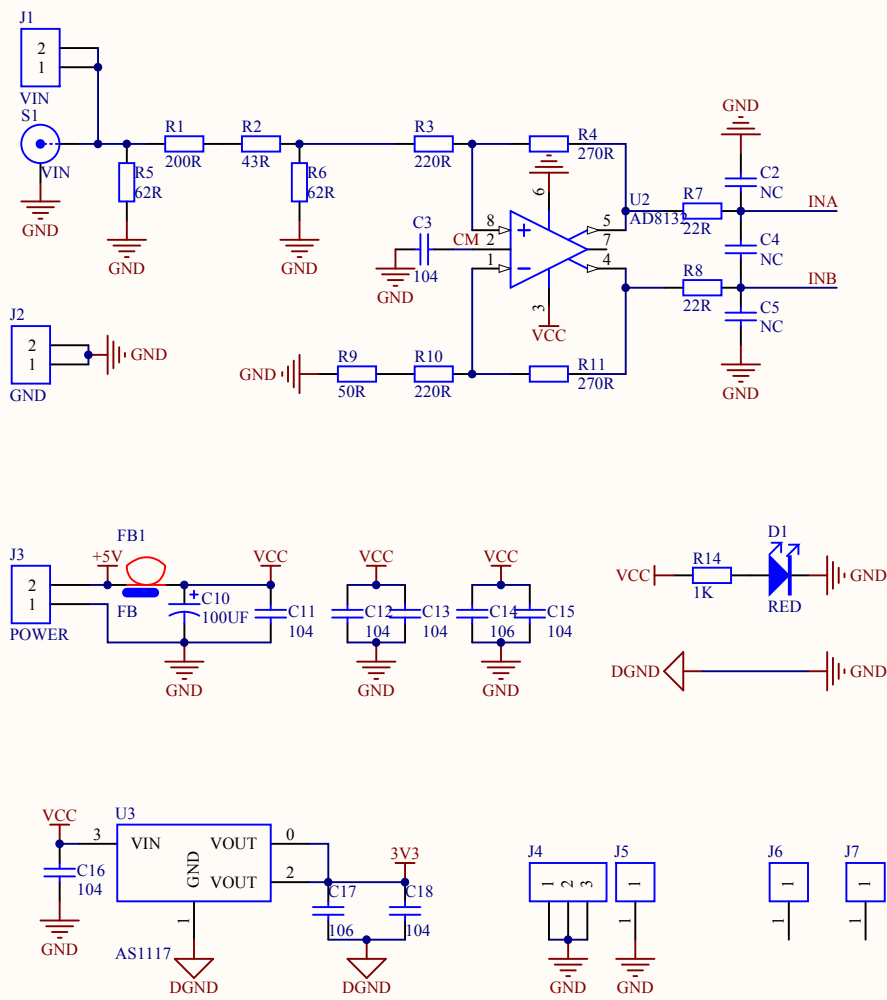 J1
2
1
VIN
S1
VIN
GND
R5
62R
GND
R1
200R
R2
43R
R6
62R
GND
R3
220R
R4
270R
C3
104
GND
CM
8
2
1
6
5
7
4
3
VCC
U2
AD8132
R7
22R
R8
22R
GND
C2
NC
C4
NC
C5
NC
GND
INA
INB
J2
2
1
GND
GND
GND
R9
50R
R10
220R
R11
270R
J3
2
1
POWER
+5V
FB1
FB
C10
100UF
GND
VCC
C11
104
VCC
C12
104
C13
104
GND
VCC
C14
106
C15
104
GND
VCC
R14
1K
D1
RED
GND
DGND
GND
VCC
C16
104
GND
U3
3
VIN
VOUT
0
GND
VOUT
2
1
AS1117
DGND
3V3
C17
106
C18
104
DGND
J4
1
2
3
GND
J5
1
1
GND
J6
1
1
J7
1
1